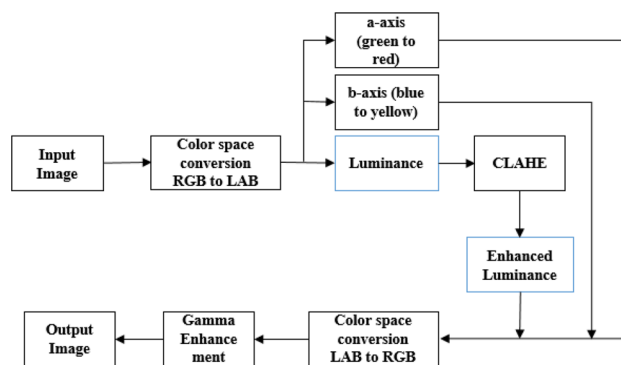 a-axis
(green to
red)
b-axis (blue
to yellow)
Input
Image
Color space
conversion
RGB to LAB
Luminance
CLAHE
Enhanced
Luminance
Output
Image
Gamma
Enhance
ment
Color space
conversion
LAB to RGB